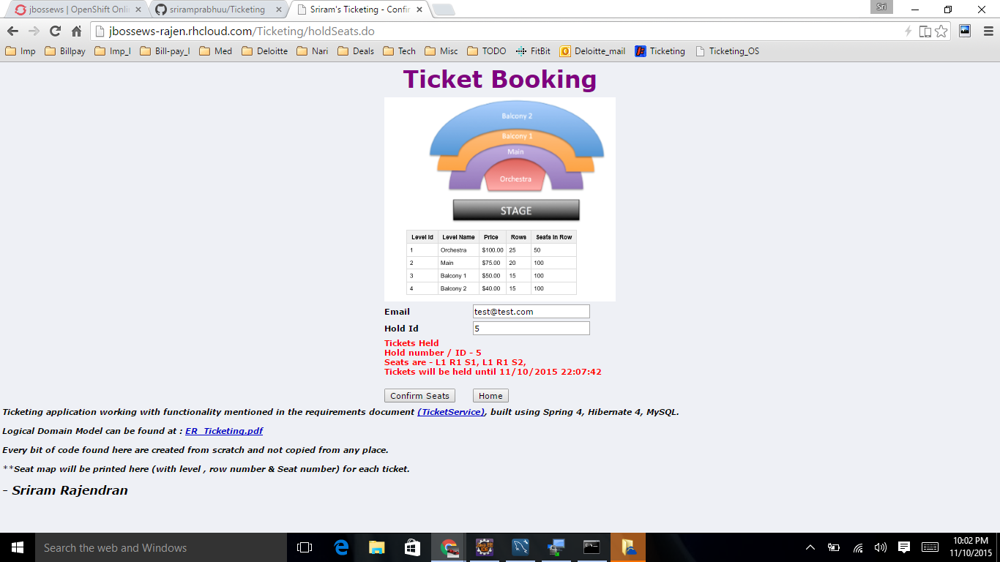 jbossews | OpenShift Onli
sriramprabhuu/Ticketing
Sriram's Ticketing - Confir
Sri
jbossews-rajen.rhcloud.com/Ticketing/holdSeats.do
Imp Billpay Imp_I Bill-pay_I Med Deloitte Nari Deals Tech Misc TODO FitBit Deloitte_mail Ticketing Ticketing_OS
Ticket Booking
Balcony 2
Balcony 1
Main
Orchestra
STAGE
Level Id Level Name Price Rows Seats in Row
1 Orchestra $100.00 25 50
2 Main $75.00 20 100
3 Balcony 1 $50.00 15 100
4 Balcony 2 $40.00 15 100
Email test@test.com
Hold Id 5
Tickets Held
Hold number / ID - 5
Seats are - L1 R1 S1, L1 R1 S2,
Tickets will be held until 11/10/2015 22:07:42
Confirm Seats Home
Ticketing application working with functionality mentioned in the requirements document (TicketService), built using Spring 4, Hibernate 4, MySQL.
Logical Domain Model can be found at : ER_Ticketing.pdf
Every bit of code found here are created from scratch and not copied from any place.
**Seat map will be printed here (with level , row number & Seat number) for each ticket.
- Sriram Rajendran
Search the web and Windows
10:02 PM
11/10/2015